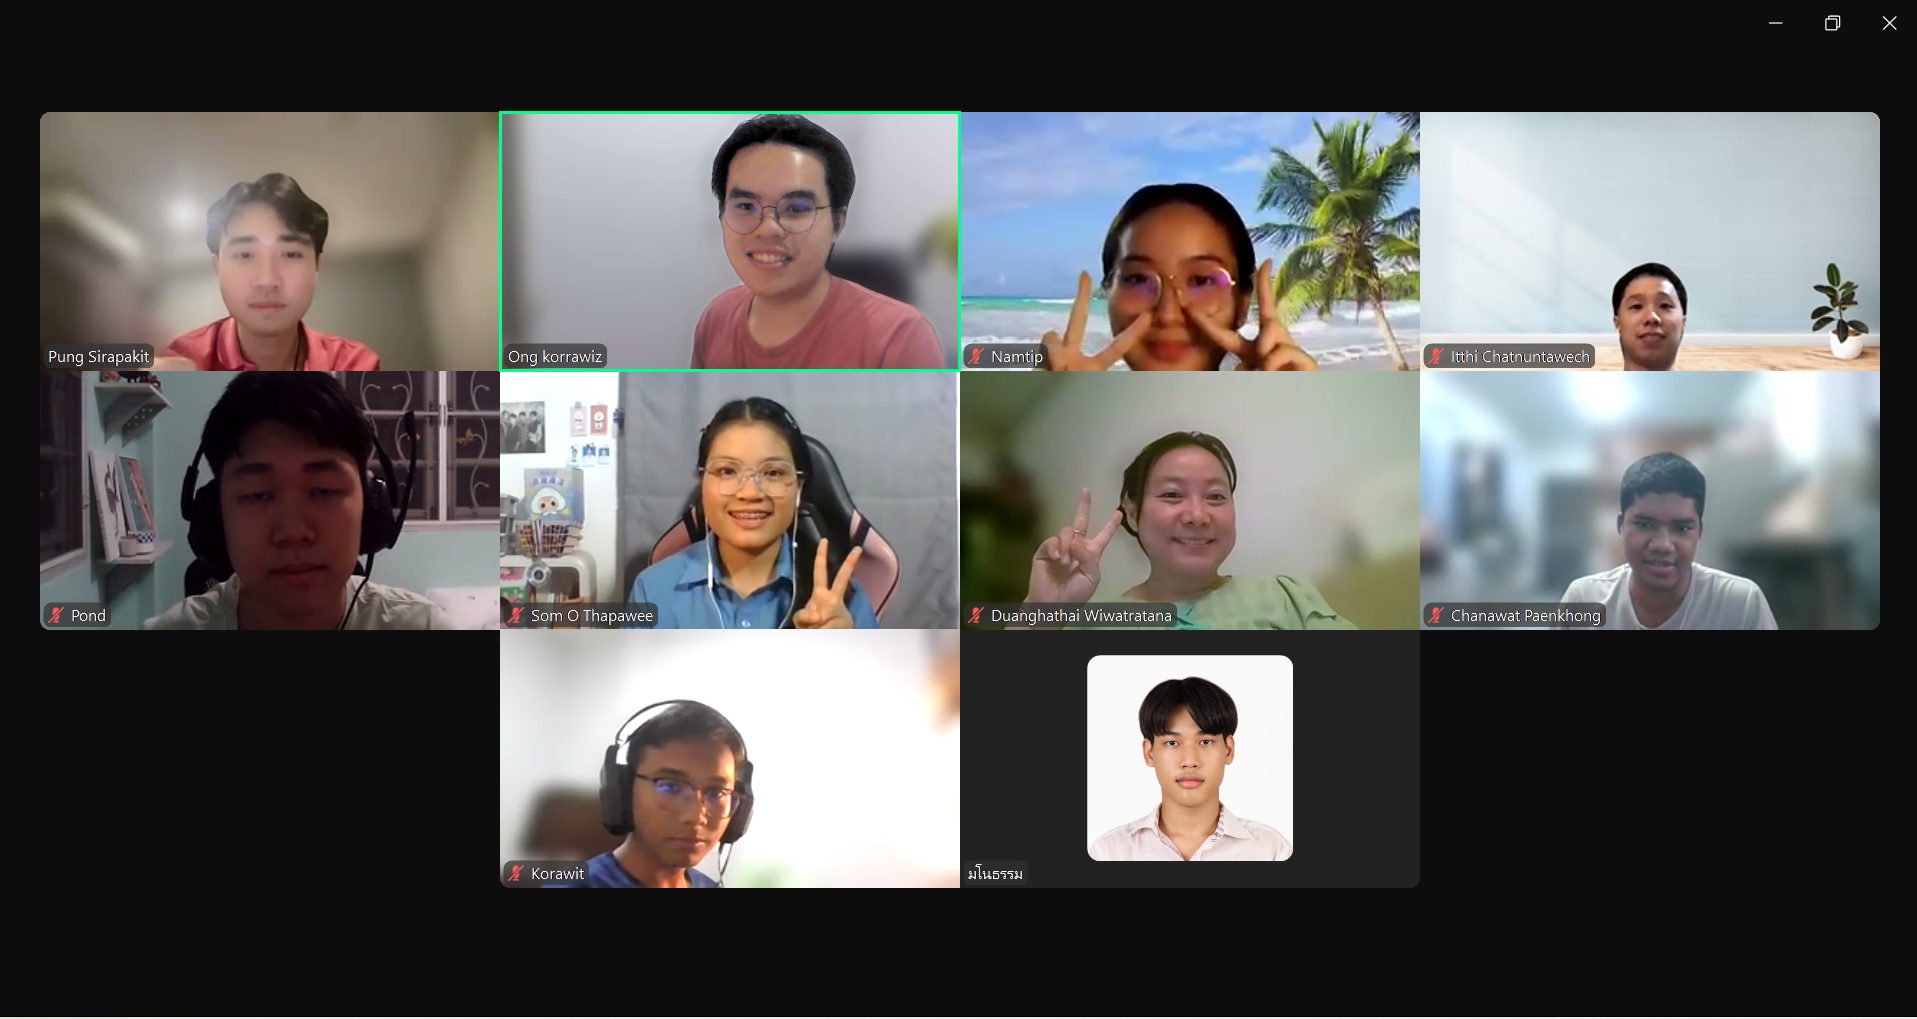 Pung Sirapakit
Ong korrawiz
Namtip
Itthi Chatnuntawech
Pond
Som O Thapawee
Duanghathai Wiwatratana
Chanawat Paenkhong
Korawit
มโนธรรม